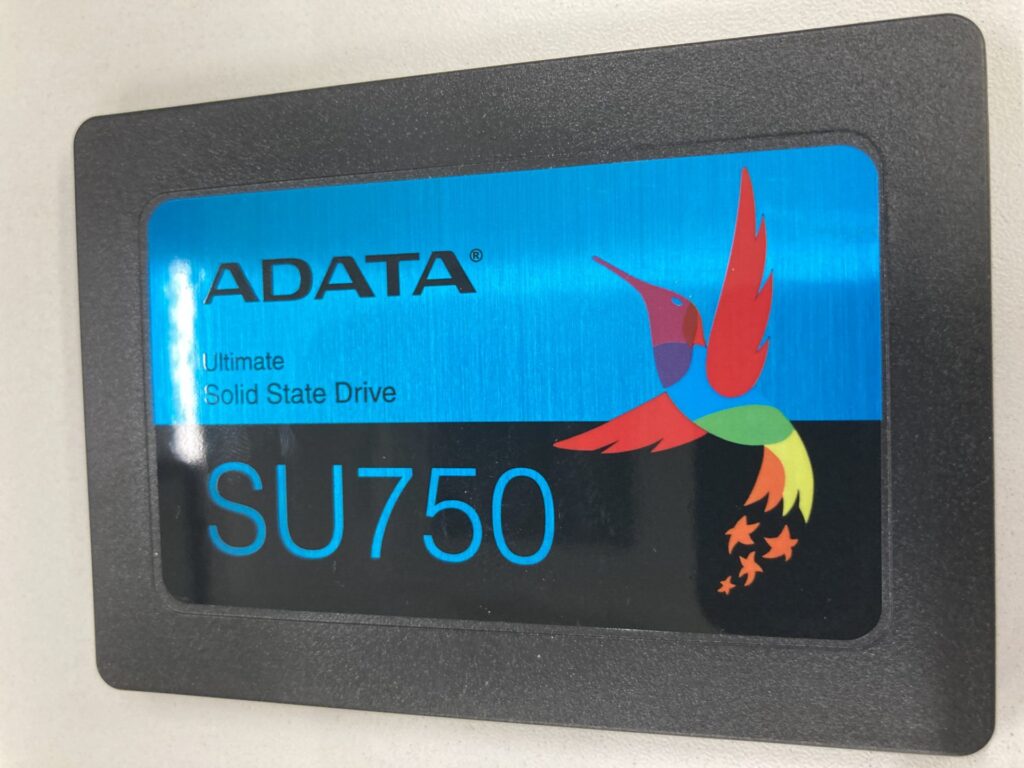 ADATA®
Ultimate
Solid State Drive
SU750